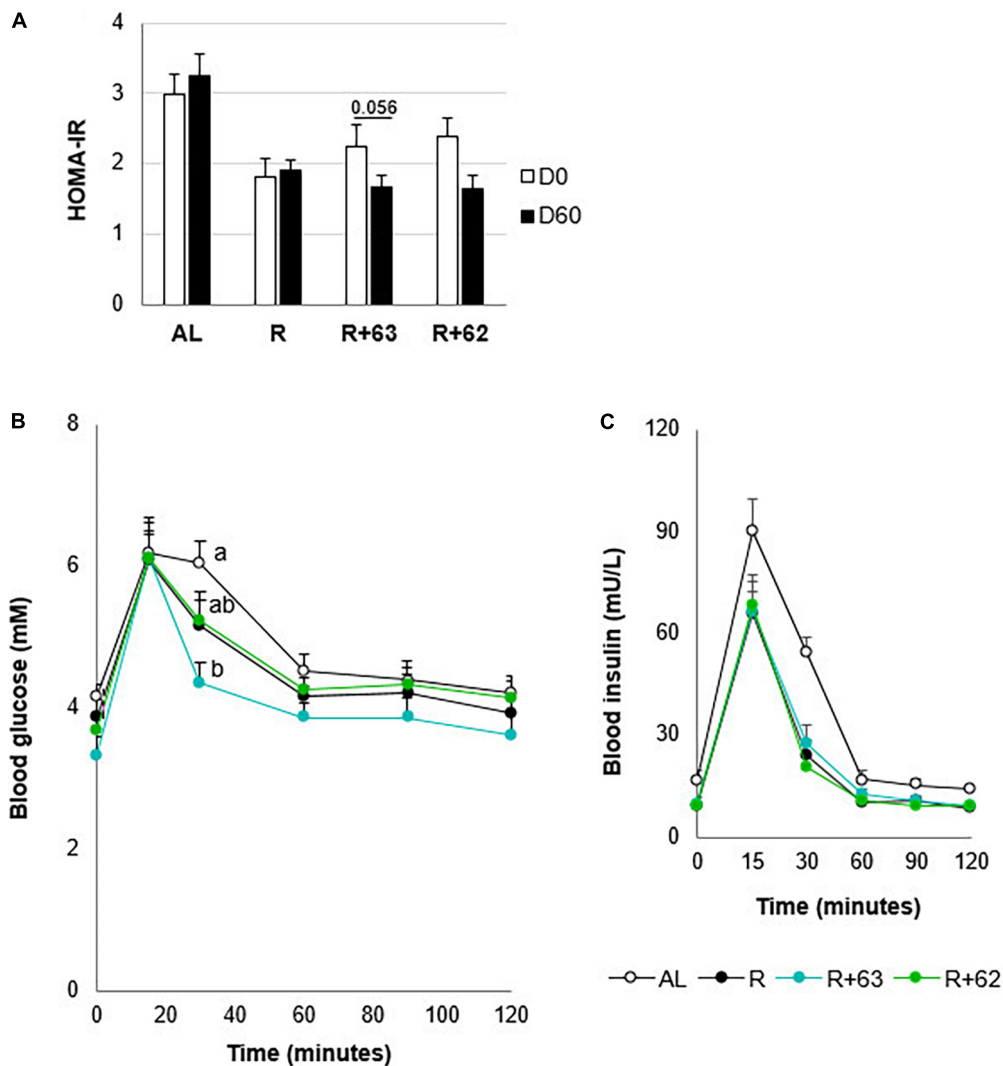 A
HOMA-IR
4
3
2
1
0
0.056
AL R R+63 R+62
D0
D60
B
Blood glucose (mM)
8
6
4
2
0
a
ab
b
0 20 40 60 80 100 120
Time (minutes)
C
Blood insulin (mU/L)
120
90
60
30
0
0 15 30 60 90 120
Time (minutes)
AL R R+63 R+62